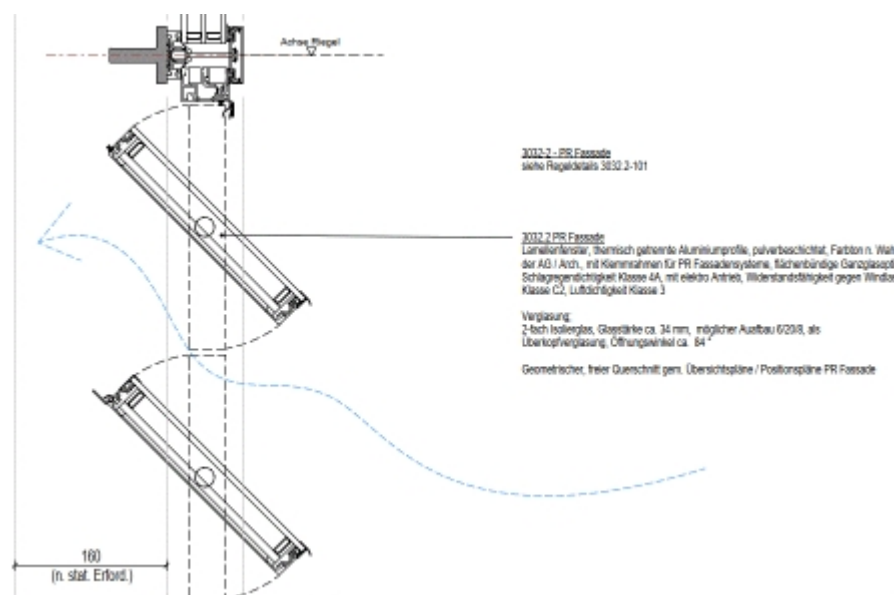 Achse Riegel
3032-2 - PR Fassade
siehe Regeldetails 3032.2-101
3032.2 PR Fassade
Lamellenfenster, thermisch getrennte Aluminiumprofile, pulverbeschichtet, Farbton n.
der AG / Arch., mit Klemmrahmen für PR Fassadensysteme, flächenbündige
Schlagregendichtigkeit Klasse 4A, mit elektro Antrieb, Widerstandsfähigkeit gegen
Klasse C2, Luftdichtigkeit Klasse 3
Verglasung:
2-fach Isolierglas, Glasstärke ca. 34 mm, möglicher Aufbau 6/20/8, als
Überkopfverglasung, Öffnungswinkel ca. 84°
Geometrischer, freier Querschnitt gem. Übersichtspläne / Positionspläne PR Fassade
160
(n. stat. Erford.)